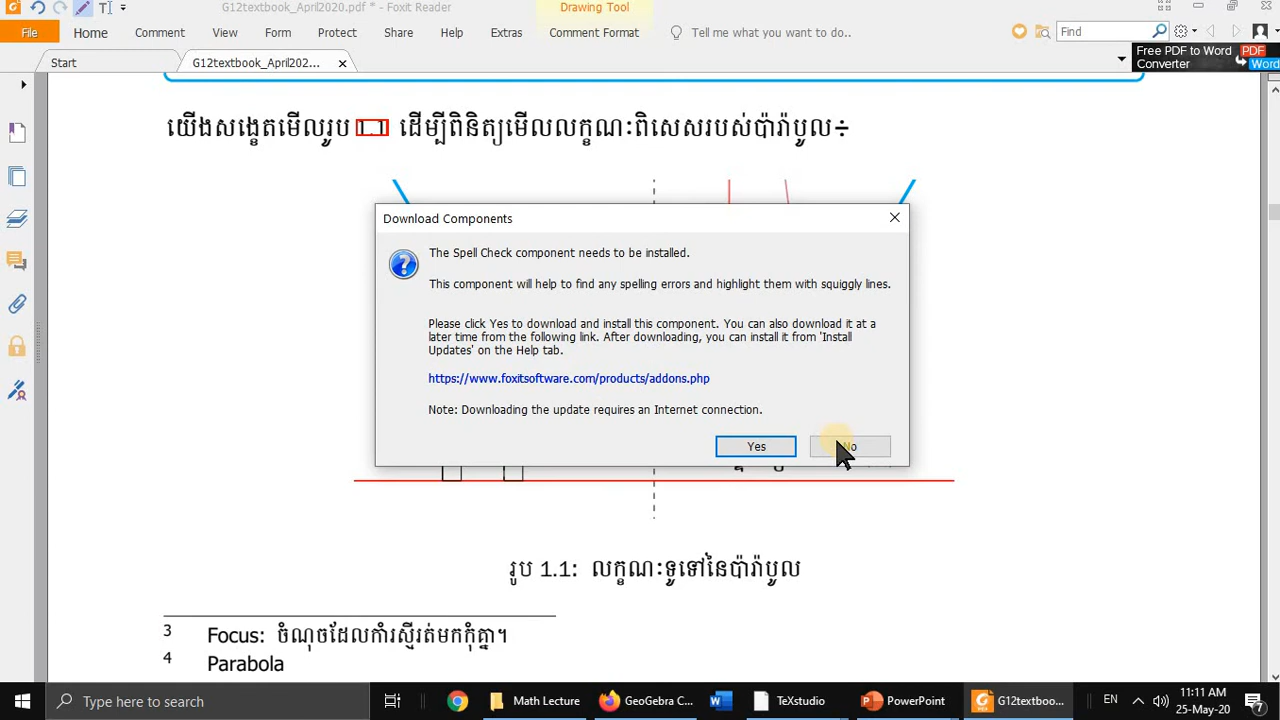 G12textbook_April2020.pdf * - Foxit Reader
Drawing Tool
File Home Comment View Form Protect Share Help Extras Comment Format Tell me what you want to do.. Find
Start G12textbook_April202...
Free PDF to Word Converter PDF Word
យើងសង្ខេតមើលរូប 1.1 ដើម្បីពិនិត្យមើលលក្ខណៈពិសេសរបស់ប៉ារ៉ាបូល៖
Download Components
The Spell Check component needs to be installed.
This component will help to find any spelling errors and highlight them with squiggly lines.
Please click Yes to download and install this component. You can also download it at a
later time from the following link. After downloading, you can install it from 'Install
Updates' on the Help tab.
https://www.foxitsoftware.com/products/addons.php
Note: Downloading the update requires an Internet connection.
Yes No
រូប 1.1: លក្ខណៈទូទៅនៃប៉ារ៉ាបូល
3 Focus: ចំណុចដែលកាំរស្មីរត់មកកុំគ្នា។
4 Parabola
Type here to search
Math Lecture
GeoGebra C...
TeXstudio
PowerPoint
G12textboo...
EN
11:11 AM
25-May-20
7